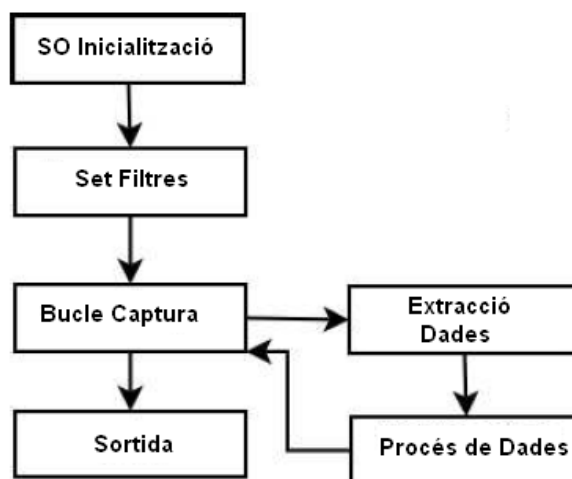 SO Inicialització
Set Filtres
Bucle Captura
Extracció
Dades
Sortida
Procés de Dades